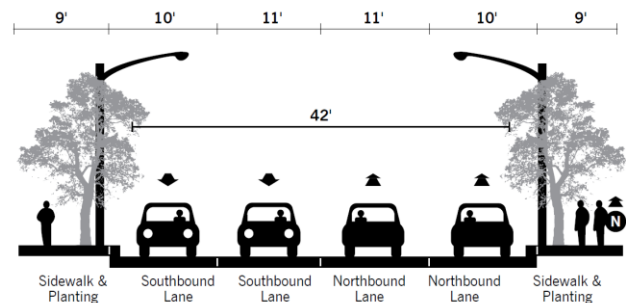 9' 10' 11' 11' 10' 9'
42'
N
Sidewalk & Planting
Southbound Lane
Southbound Lane
Northbound Lane
Northbound Lane
Sidewalk & Planting